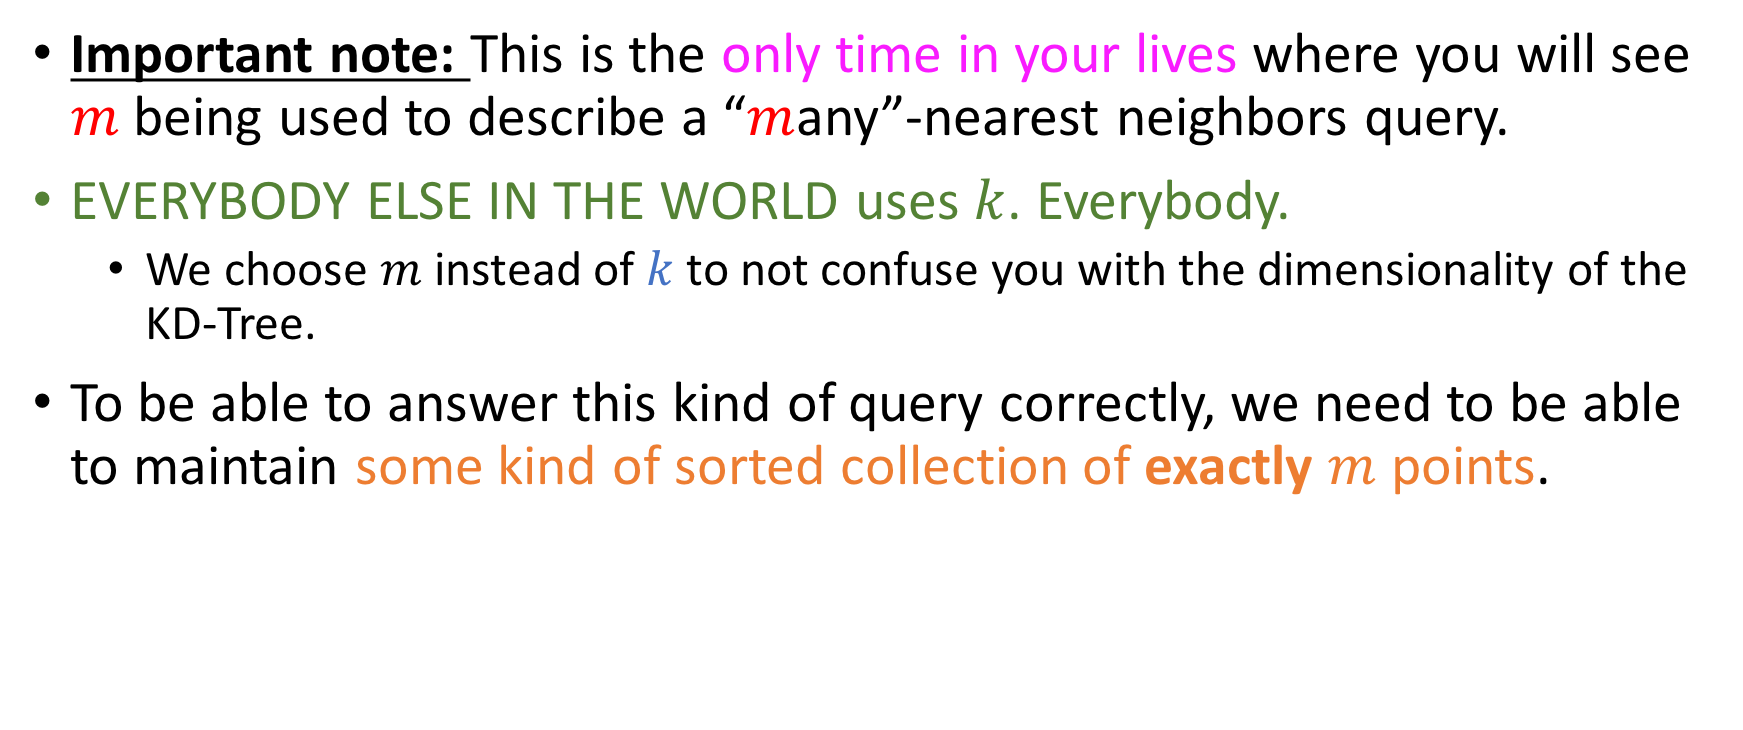 • Important note: This is the only time in your lives where you will see
m being used to describe a “many”-nearest neighbors query.
• EVERYBODY ELSE IN THE WORLD uses k. Everybody.
• We choose m instead of k to not confuse you with the dimensionality of the
KD-Tree.
• To be able to answer this kind of query correctly, we need to be able
to maintain some kind of sorted collection of exactly m points.